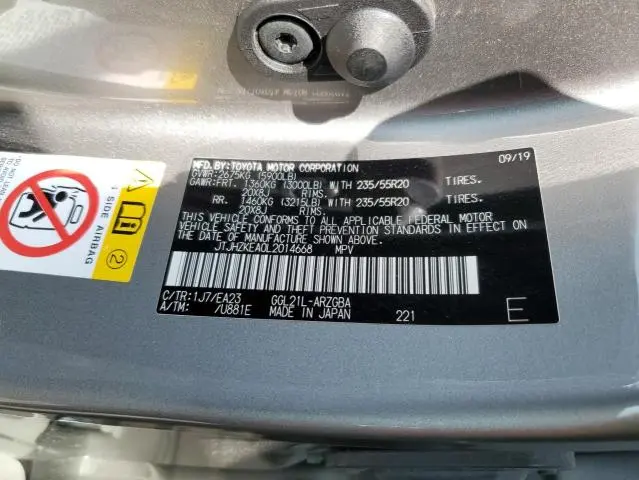 MFD.BY:TOYOTA MOTOR CORPORATION 09/19
GVWR:2675KG (5900LB)
GAWR:FRT. 1360KG (3000LB) WITH 235/55R20 TIRES.
20X8J RIMS.
RR. 1460KG (3215LB) WITH 235/55R20 TIRES.
20X8J RIMS.
THIS VEHICLE CONFORMS TO ALL APPLICABLE FEDERAL MOTOR
VEHICLE SAFETY AND THEFT PREVENTION STANDARDS IN EFFECT ON
THE DATE OF MANUFACTURE SHOWN ABOVE.
JTJHZKEA0L2014668 MPV
C/TR:1J7/EA23 GGL21L-ARZGBA
A/TM: /U881E MADE IN JAPAN 221 E
SIDE AIRBAG
2